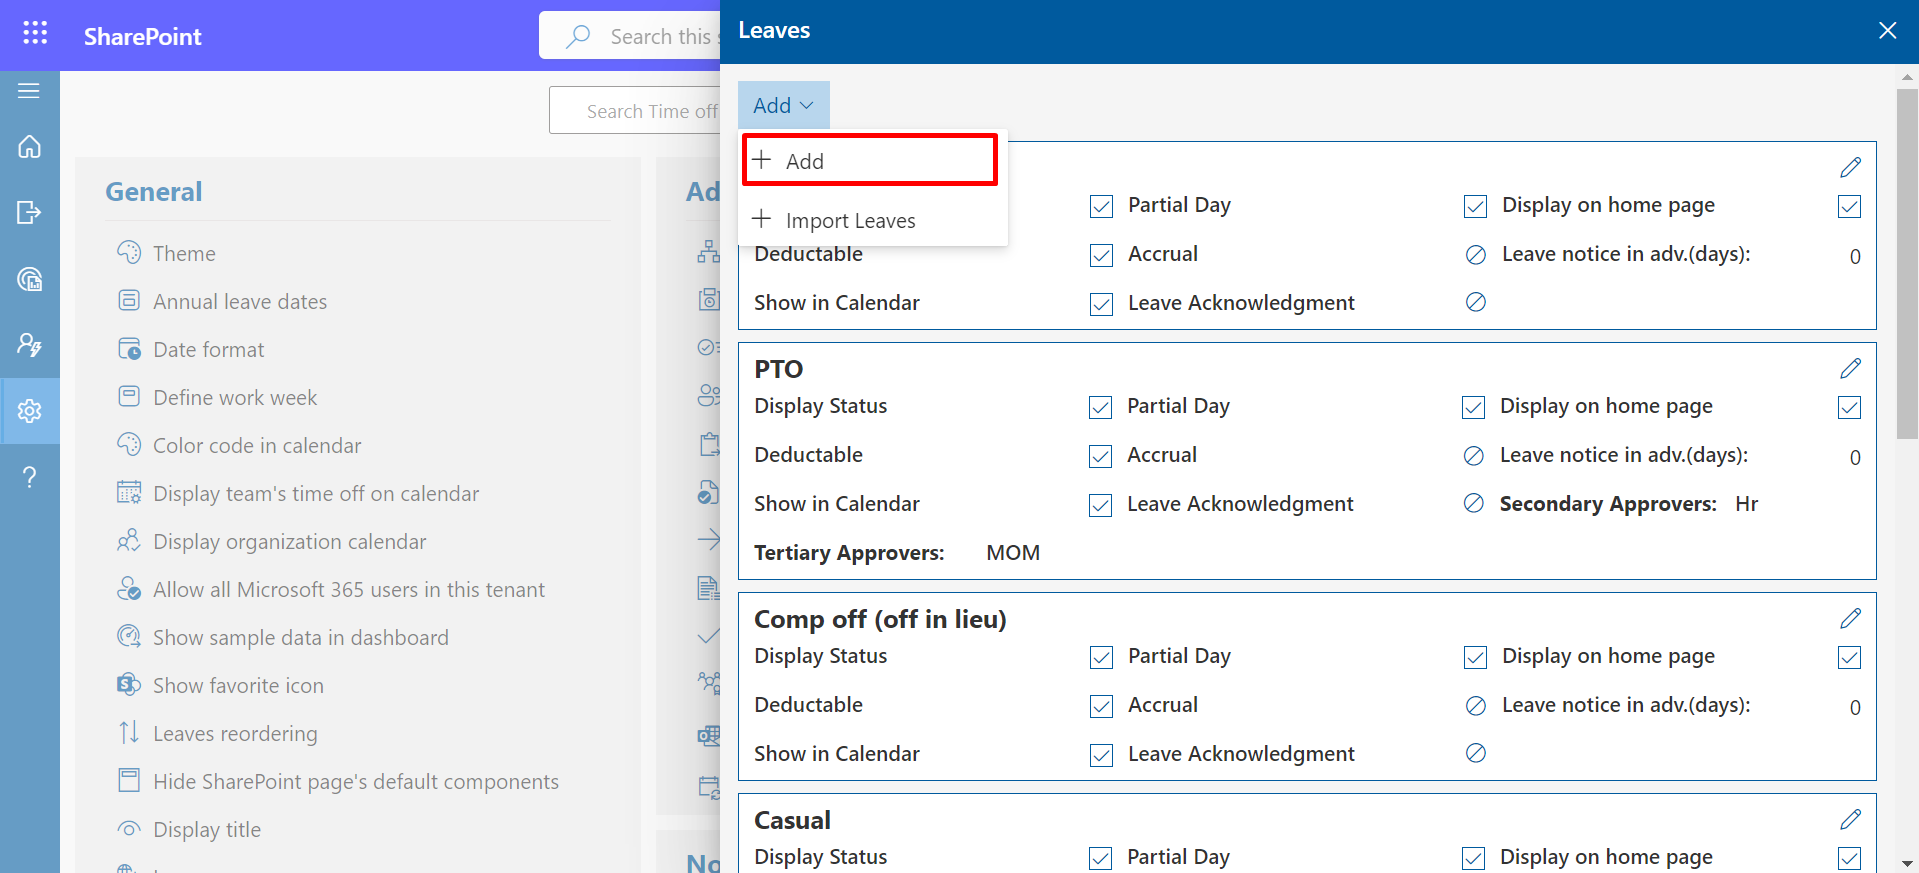 SharePoint
Search this s
Leaves
Search Time off
Add
Add
Import Leaves
General
Theme
Annual leave dates
Date format
Define work week
Color code in calendar
Display team's time off on calendar
Display organization calendar
Allow all Microsoft 365 users in this tenant
Show sample data in dashboard
Show favorite icon
Leaves reordering
Hide SharePoint page's default components
Display title
Ad
No
Partial Day
Display on home page
Deductable
Accrual
Leave notice in adv.(days):
0
Show in Calendar
Leave Acknowledgment
PTO
Display Status
Partial Day
Display on home page
Deductable
Accrual
Leave notice in adv.(days):
0
Show in Calendar
Leave Acknowledgment
Secondary Approvers: Hr
Tertiary Approvers: MOM
Comp off (off in lieu)
Display Status
Partial Day
Display on home page
Deductable
Accrual
Leave notice in adv.(days):
0
Show in Calendar
Leave Acknowledgment
Casual
Display Status
Partial Day
Display on home page